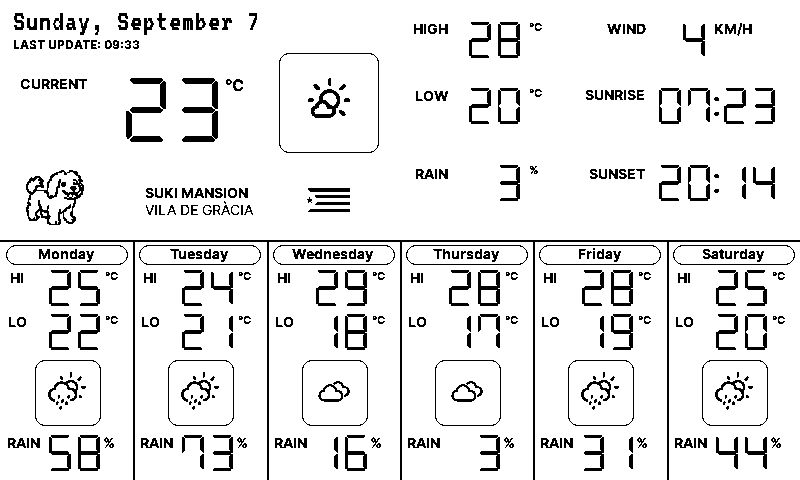 Sunday, September 7
LAST UPDATE: 09:33
CURRENT 23 °C
HIGH 28 °C
WIND 4 KM/H
LOW 20 °C
SUNRISE 07:23
RAIN 3 %
SUNSET 20:14
SUKI MANSION
VILA DE GRÀCIA
Monday
HI 25 °C
LO 22 °C
RAIN 58 %
Tuesday
HI 24 °C
LO 21 °C
RAIN 73 %
Wednesday
HI 29 °C
LO 18 °C
RAIN 16 %
Thursday
HI 28 °C
LO 17 °C
RAIN 3 %
Friday
HI 28 °C
LO 19 °C
RAIN 31 %
Saturday
HI 25 °C
LO 20 °C
RAIN 44 %